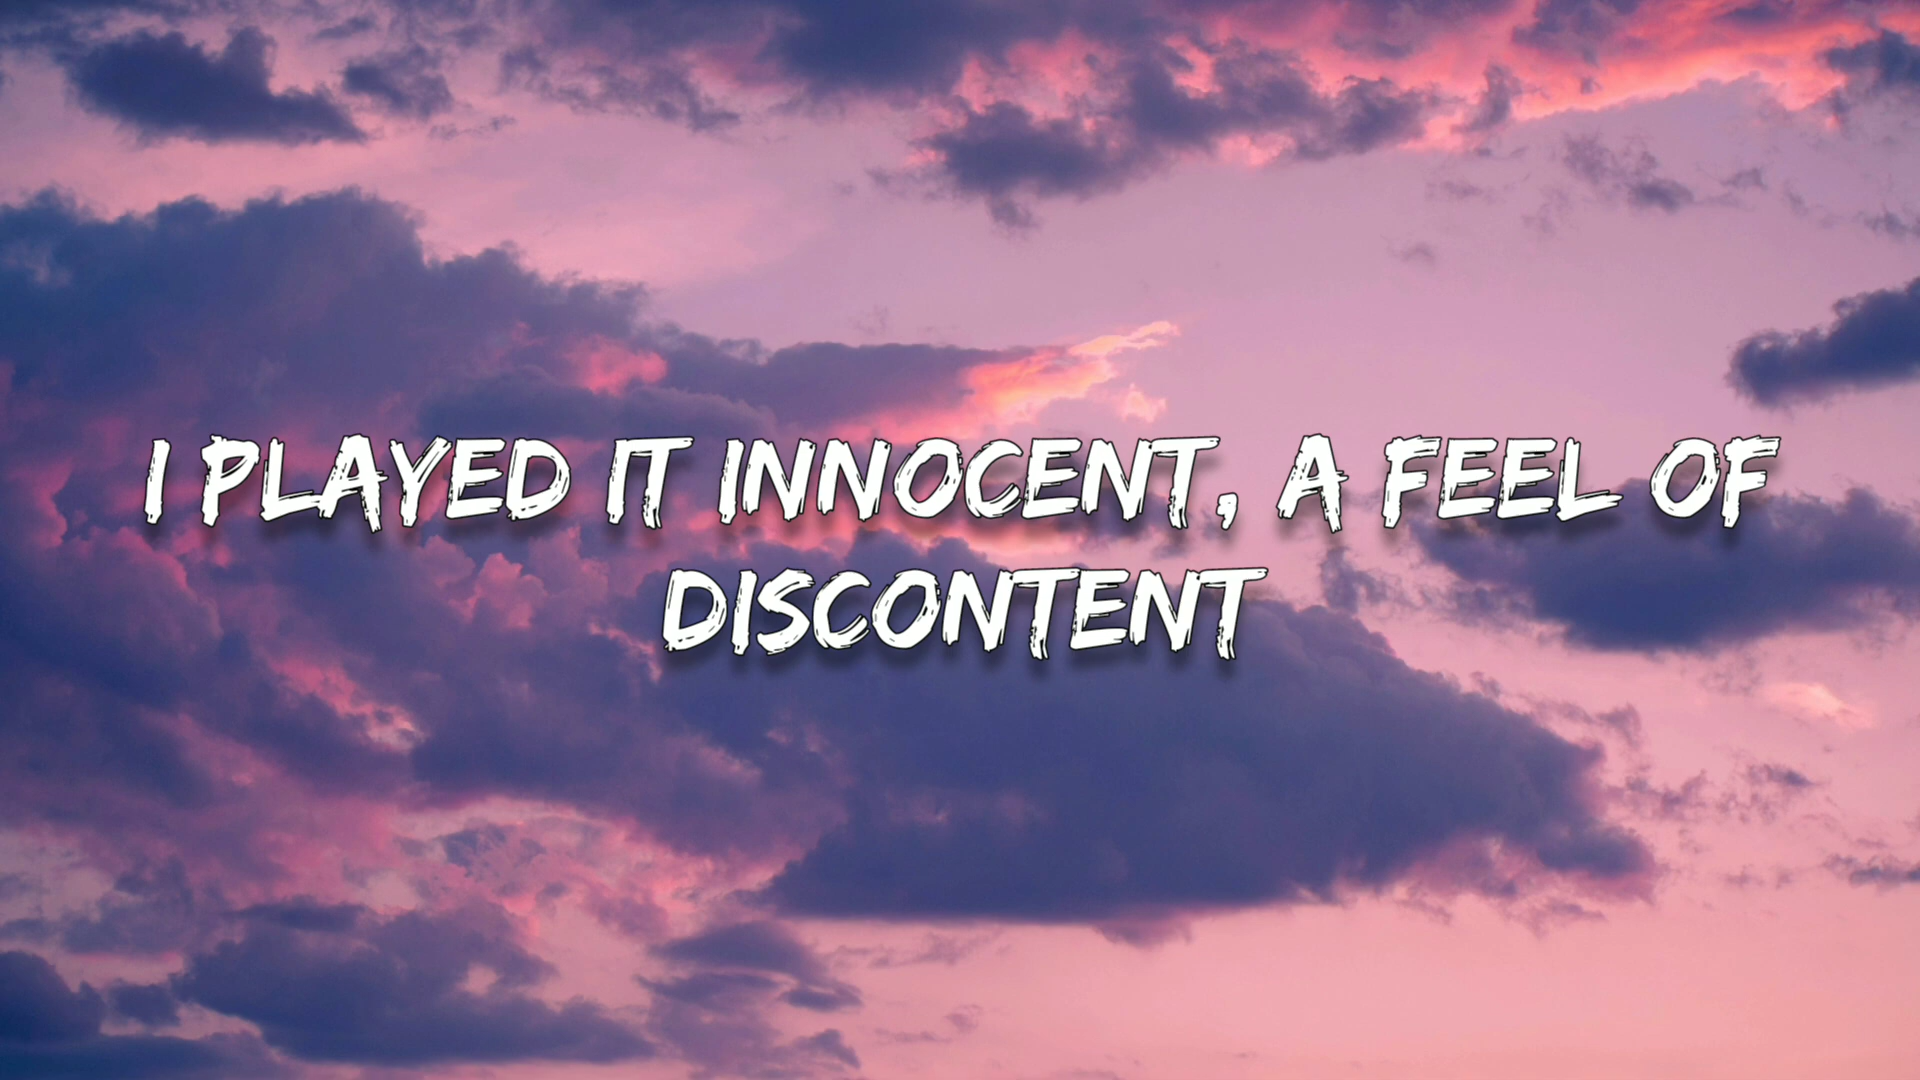 I PLAYED IT INNOCENT, A FEEL OF
DISCONTENT